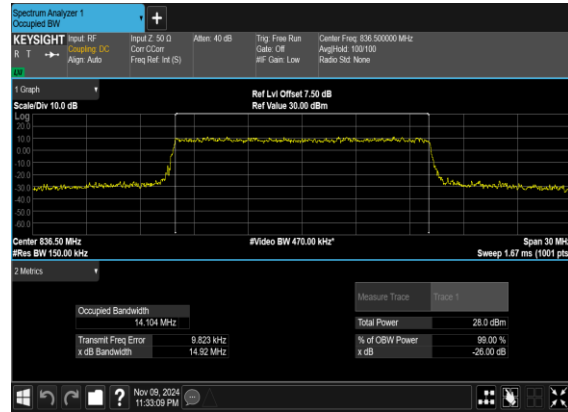 Spectrum Analyzer 1
Occupied BW
+
KEYSIGHT Input: RF Input Z: 50 Ω Atten: 40 dB Trig: Free Run Center Freq: 836.500000 MHz
R T Coupling: DC Corr CCorr Gate: Off Avg|Hold: 100/100
Align: Auto Freq Ref: Int (S) #IF Gain: Low Radio Std: None
LU
1 Graph Ref Lvl Offset 7.50 dB
Scale/Div 10.0 dB Ref Value 30.00 dBm
Log
20.0
10.0
0.00
-10.0
-20.0
-30.0
-40.0
-50.0
-60.0
Center 836.50 MHz #Video BW 470.00 kHz* Span 30 MHz
#Res BW 150.00 kHz Sweep 1.67 ms (1001 pts
2 Metrics
Measure Trace Trace 1
Occupied Bandwidth
14.104 MHz Total Power 28.0 dBm
Transmit Freq Error 9.823 kHz % of OBW Power 99.00 %
x dB Bandwidth 14.92 MHz x dB -26.00 dB
? Nov 09, 2024
11:33:09 PM